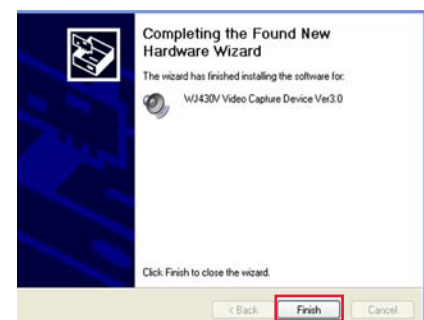 Completing the Found New
Hardware Wizard
The wizard has finished installing the software for:
WJ430V Video Capture Device Ver3.0
Click Finish to close the wizard.
< Back
Finish
Cancel